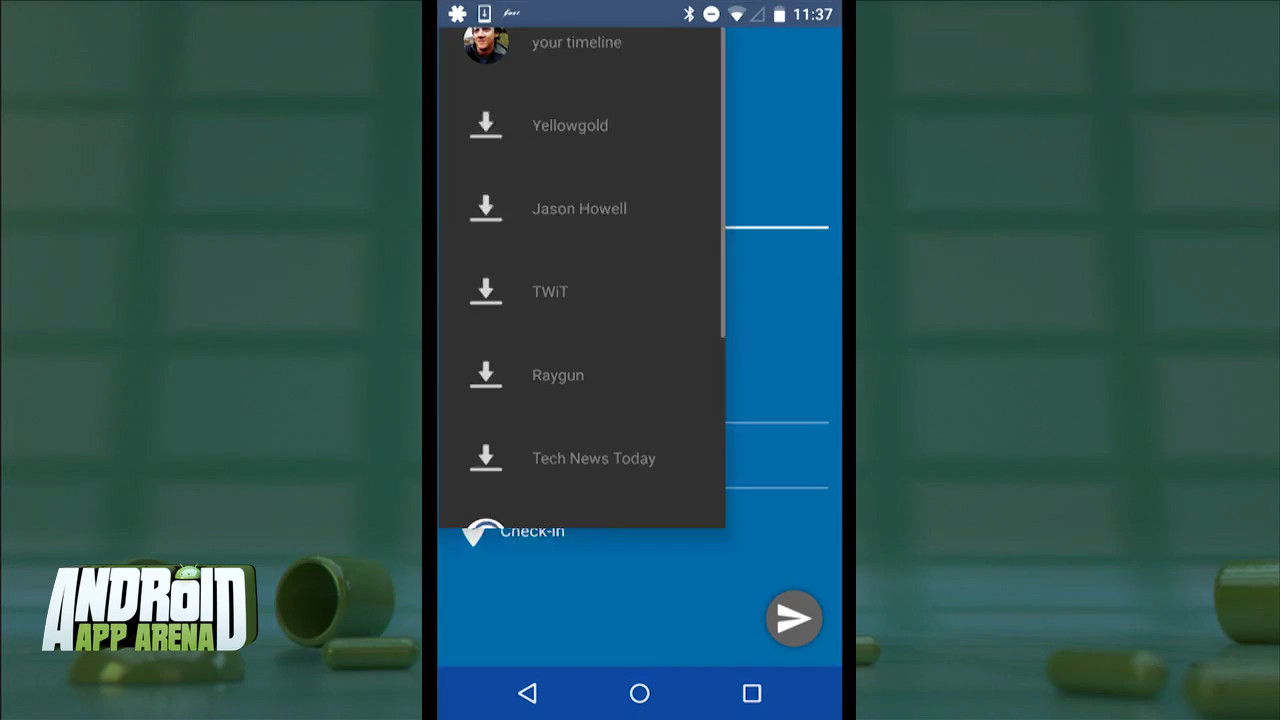 11:37
your timeline
Yellowgold
Jason Howell
TWiT
Raygun
Tech News Today
Check-in
ANDROID
APP ARENA